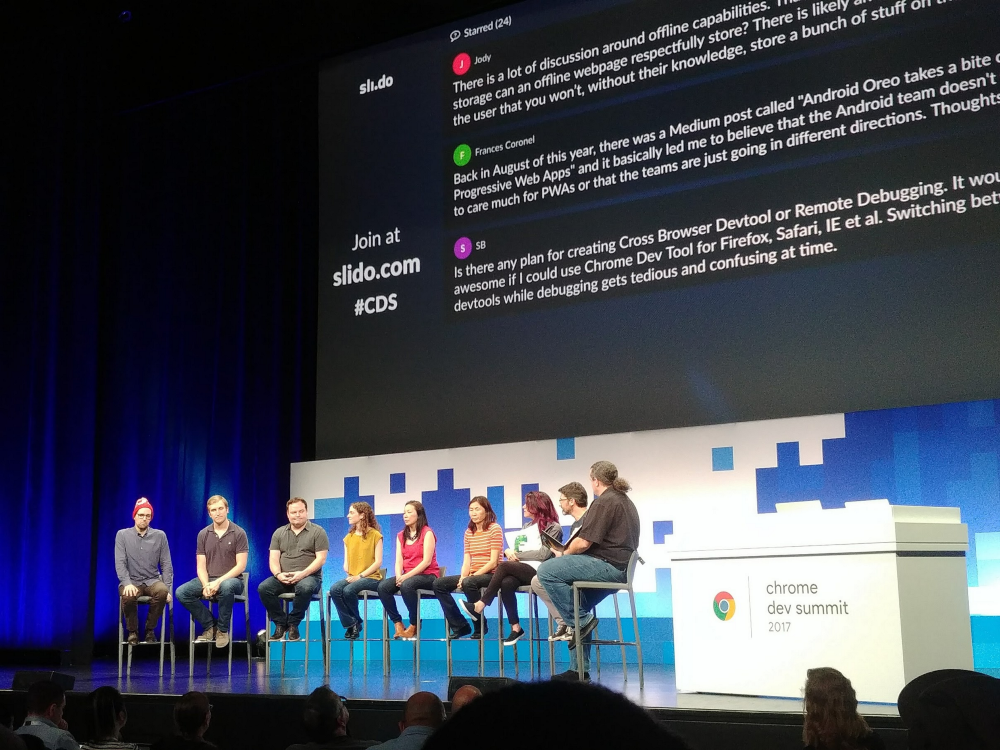 Starred (24)
sli.do
J
Jody
There is a lot of discussion around offline capabilities.
storage can an offline webpage respectfully store? There is likely
the user that you won't, without their knowledge, store a bunch of stuff on
F
Frances Coronel
Back in August of this year, there was a Medium post called "Android Oreo takes a bite
Progressive Web Apps" and it basically led me to believe that the Android team doesn't
to care much for PWAs or that the teams are just going in different directions. Thoughts
S
SB
Is there any plan for creating Cross Browser Devtool or Remote Debugging. It
awesome if I could use Chrome Dev Tool for Firefox, Safari, IE et al. Switching
devtools while debugging gets tedious and confusing at time.
Join at
slido.com
#CDS
chrome
dev summit
2017